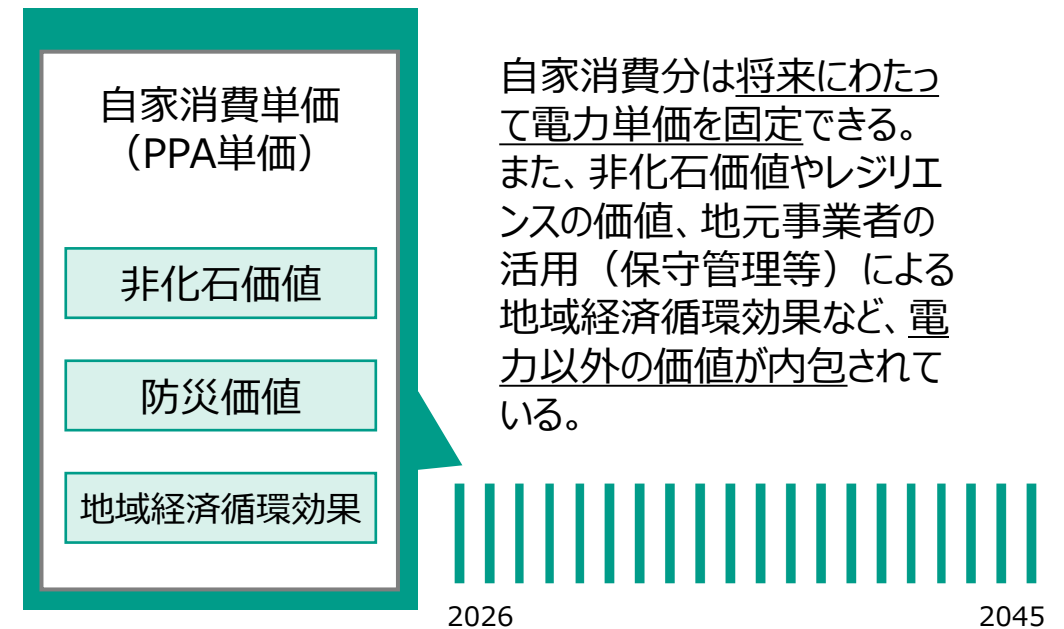 自家消費単価
（PPA単価）
非化石価値
防災価値
地域経済循環効果
自家消費分は将来にわたっ
て電力単価を固定できる。
また、非化石価値やレジリエ
ンスの価値、地元事業者の
活用（保守管理等）による
地域経済循環効果など、電
力以外の価値が内包されて
いる。
2026
2045